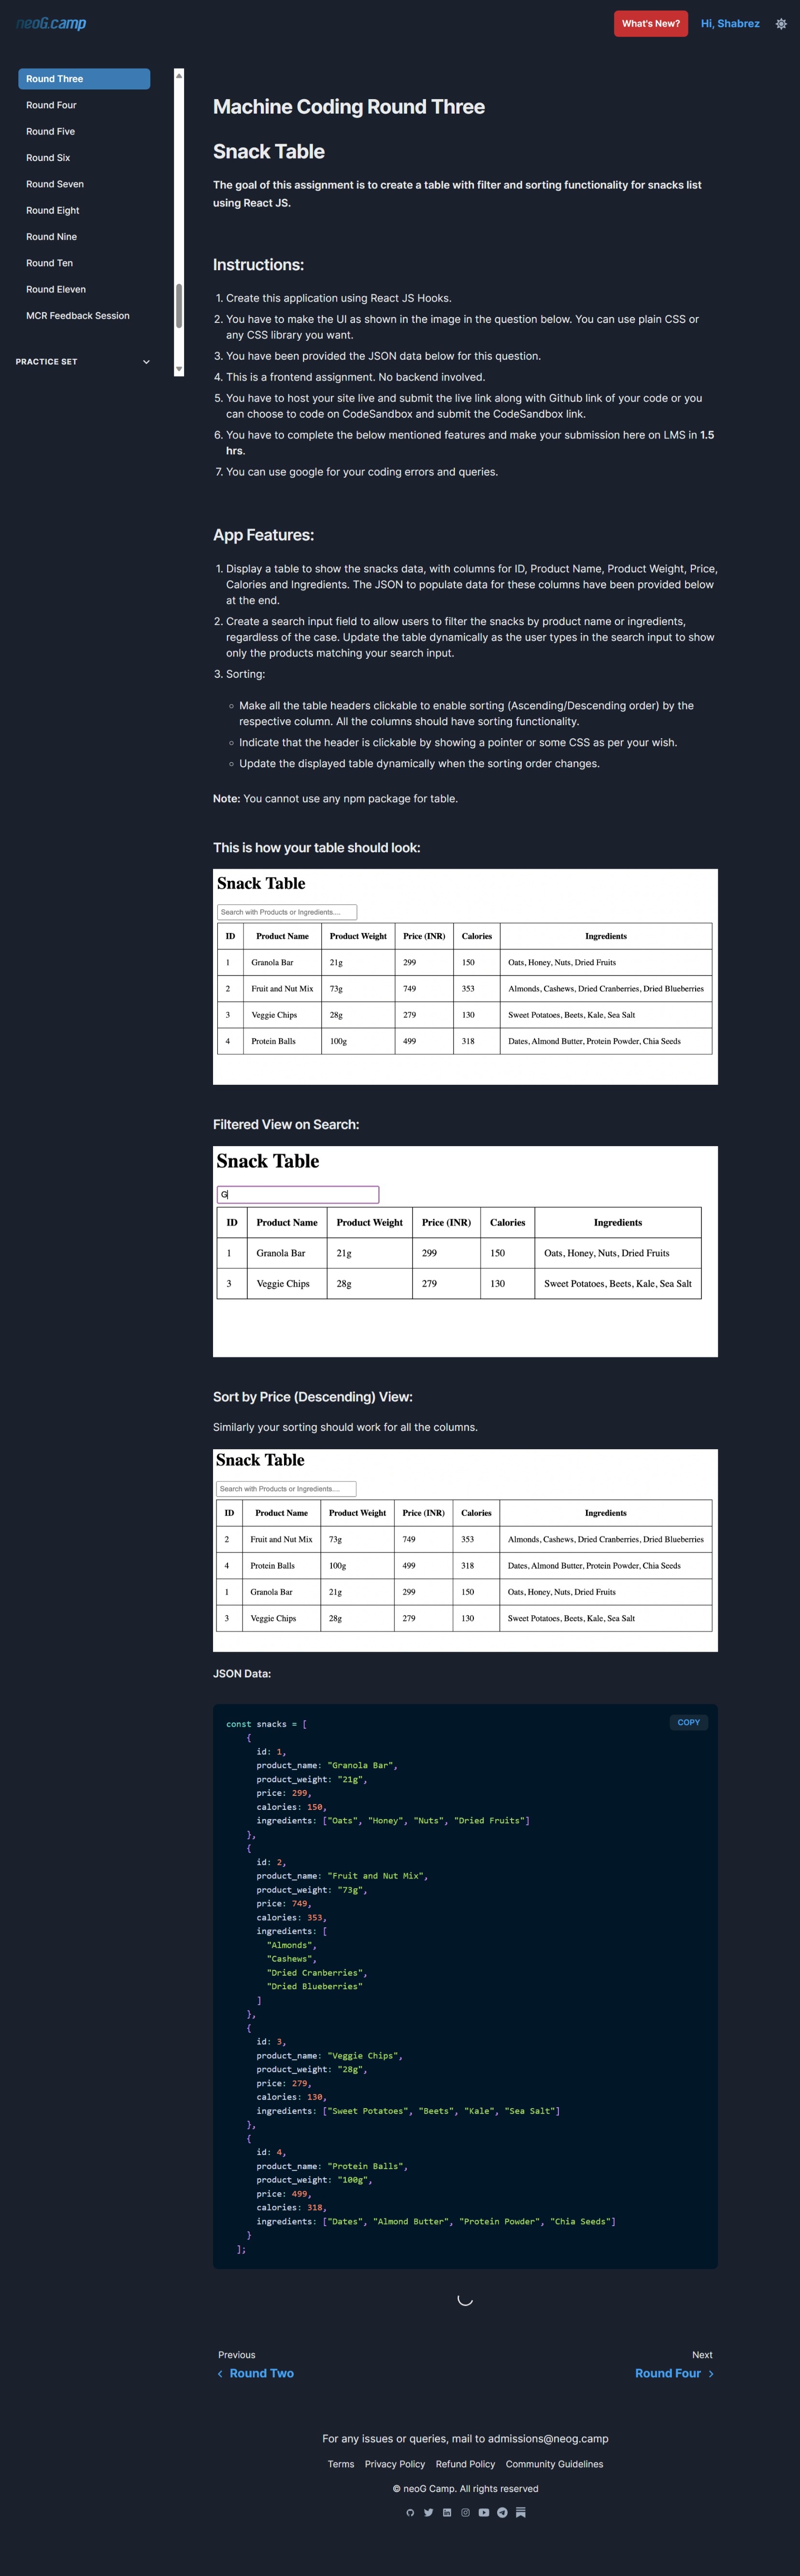 neoG.camp
What's New?
Hi, Shabrez
Round Three
Round Four
Round Five
Round Six
Round Seven
Round Eight
Round Nine
Round Ten
Round Eleven
MCR Feedback Session
PRACTICE SET
Machine Coding Round Three
Snack Table
The goal of this assignment is to create a table with filter and sorting functionality for snacks list
using React JS.
Instructions:
1. Create this application using React JS Hooks.
2. You have to make the UI as shown in the image in the question below. You can use plain CSS or
any CSS library you want.
3. You have been provided the JSON data below for this question.
4. This is a frontend assignment. No backend involved.
5. You have to host your site live and submit the live link along with Github link of your code or you
can choose to code on CodeSandbox and submit the CodeSandbox link.
6. You have to complete the below mentioned features and make your submission here on LMS in 1.5
hrs.
7. You can use google for your coding errors and queries.
App Features:
1. Display a table to show the snacks data, with columns for ID, Product Name, Product Weight, Price,
Calories and Ingredients. The JSON to populate data for these columns have been provided below
at the end.
2. Create a search input field to allow users to filter the snacks by product name or ingredients,
regardless of the case. Update the table dynamically as the user types in the search input to show
only the products matching your search input.
3. Sorting:
Make all the table headers clickable to enable sorting (Ascending/Descending order) by the
respective column. All the columns should have sorting functionality.
Indicate that the header is clickable by showing a pointer or some CSS as per your wish.
Update the displayed table dynamically when the sorting order changes.
Note: You cannot use any npm package for table.
This is how your table should look:
Snack Table
Search with Products or Ingredients....
ID Product Name Product Weight Price (INR) Calories Ingredients
1 Granola Bar 21g 299 150 Oats, Honey, Nuts, Dried Fruits
2 Fruit and Nut Mix 73g 749 353 Almonds, Cashews, Dried Cranberries, Dried Blueberries
3 Veggie Chips 28g 279 130 Sweet Potatoes, Beets, Kale, Sea Salt
4 Protein Balls 100g 499 318 Dates, Almond Butter, Protein Powder, Chia Seeds
Filtered View on Search:
Snack Table
G
ID Product Name Product Weight Price (INR) Calories Ingredients
1 Granola Bar 21g 299 150 Oats, Honey, Nuts, Dried Fruits
3 Veggie Chips 28g 279 130 Sweet Potatoes, Beets, Kale, Sea Salt
Sort by Price (Descending) View:
Similarly your sorting should work for all the columns.
Snack Table
Search with Products or Ingredients....
ID Product Name Product Weight Price (INR) Calories Ingredients
2 Fruit and Nut Mix 73g 749 353 Almonds, Cashews, Dried Cranberries, Dried Blueberries
4 Protein Balls 100g 499 318 Dates, Almond Butter, Protein Powder, Chia Seeds
1 Granola Bar 21g 299 150 Oats, Honey, Nuts, Dried Fruits
3 Veggie Chips 28g 279 130 Sweet Potatoes, Beets, Kale, Sea Salt
JSON Data:
COPY
const snacks = [
{
id: 1,
product_name: "Granola Bar",
product_weight: "21g",
price: 299,
calories: 150,
ingredients: ["Oats", "Honey", "Nuts", "Dried Fruits"]
},
{
id: 2,
product_name: "Fruit and Nut Mix",
product_weight: "73g",
price: 749,
calories: 353,
ingredients: [
"Almonds",
"Cashews",
"Dried Cranberries",
"Dried Blueberries"
]
},
{
id: 3,
product_name: "Veggie Chips",
product_weight: "28g",
price: 279,
calories: 130,
ingredients: ["Sweet Potatoes", "Beets", "Kale", "Sea Salt"]
},
{
id: 4,
product_name: "Protein Balls",
product_weight: "100g",
price: 499,
calories: 318,
ingredients: ["Dates", "Almond Butter", "Protein Powder", "Chia Seeds"]
}
];
Previous
Next
Round Two
Round Four
For any issues or queries, mail to admissions@neog.camp
Terms Privacy Policy Refund Policy Community Guidelines
© neoG Camp. All rights reserved